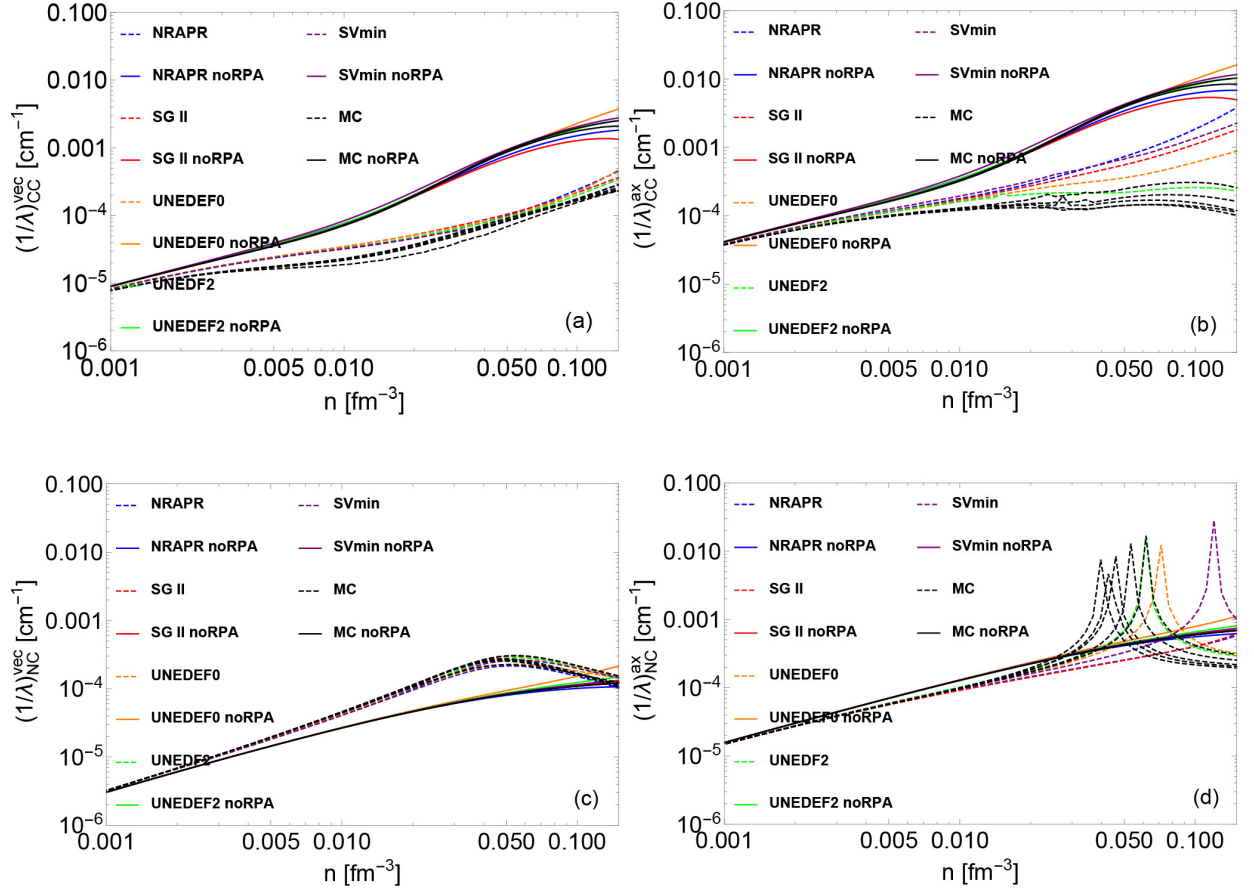 0.100
0.010
0.001
10⁻⁴
10⁻⁵
10⁻⁶
(1/λ)CC^vec [cm⁻¹]
NRAPR
NRAPR noRPA
SG II
SG II noRPA
UNEDEF0
UNEDEF0 noRPA
UNEDF2
UNEDEF2 noRPA
SVmin
SVmin noRPA
MC
MC noRPA
(a)
0.001
0.005
0.010
0.050
0.100
n [fm⁻³]
0.100
0.010
0.001
10⁻⁴
10⁻⁵
10⁻⁶
(1/λ)CC^ax [cm⁻¹]
NRAPR
NRAPR noRPA
SG II
SG II noRPA
UNEDEF0
UNEDEF0 noRPA
UNEDF2
UNEDEF2 noRPA
SVmin
SVmin noRPA
MC
MC noRPA
(b)
0.001
0.005
0.010
0.050
0.100
n [fm⁻³]
0.100
0.010
0.001
10⁻⁴
10⁻⁵
10⁻⁶
(1/λ)NC^vec [cm⁻¹]
NRAPR
NRAPR noRPA
SG II
SG II noRPA
UNEDEF0
UNEDEF0 noRPA
UNEDF2
UNEDEF2 noRPA
SVmin
SVmin noRPA
MC
MC noRPA
(c)
0.001
0.005
0.010
0.050
0.100
n [fm⁻³]
0.100
0.010
0.001
10⁻⁴
10⁻⁵
10⁻⁶
(1/λ)NC^ax [cm⁻¹]
NRAPR
NRAPR noRPA
SG II
SG II noRPA
UNEDEF0
UNEDEF0 noRPA
UNEDF2
UNEDEF2 noRPA
SVmin
SVmin noRPA
MC
MC noRPA
(d)
0.001
0.005
0.010
0.050
0.100
n [fm⁻³]